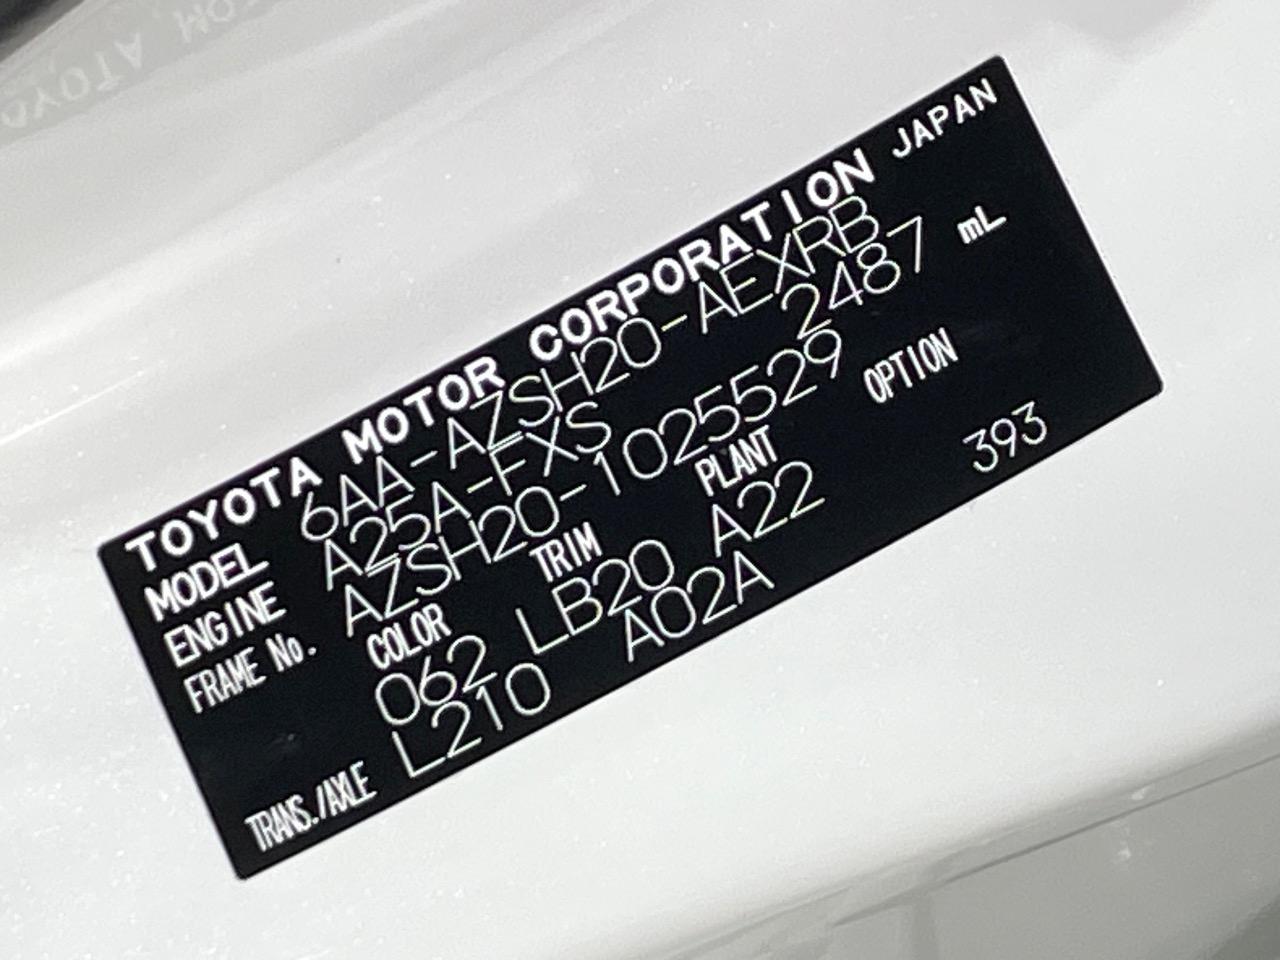 TOYOTA MOTOR CORPORATION JAPAN
MODEL 6AA-AZSH20-AEXRB
ENGINE A25A-FXS 2487 mL
FRAME No. AZSH20-1025529
COLOR TRIM PLANT OPTION
062 LB20 A22 393
TRANS./AXLE L210 A02A